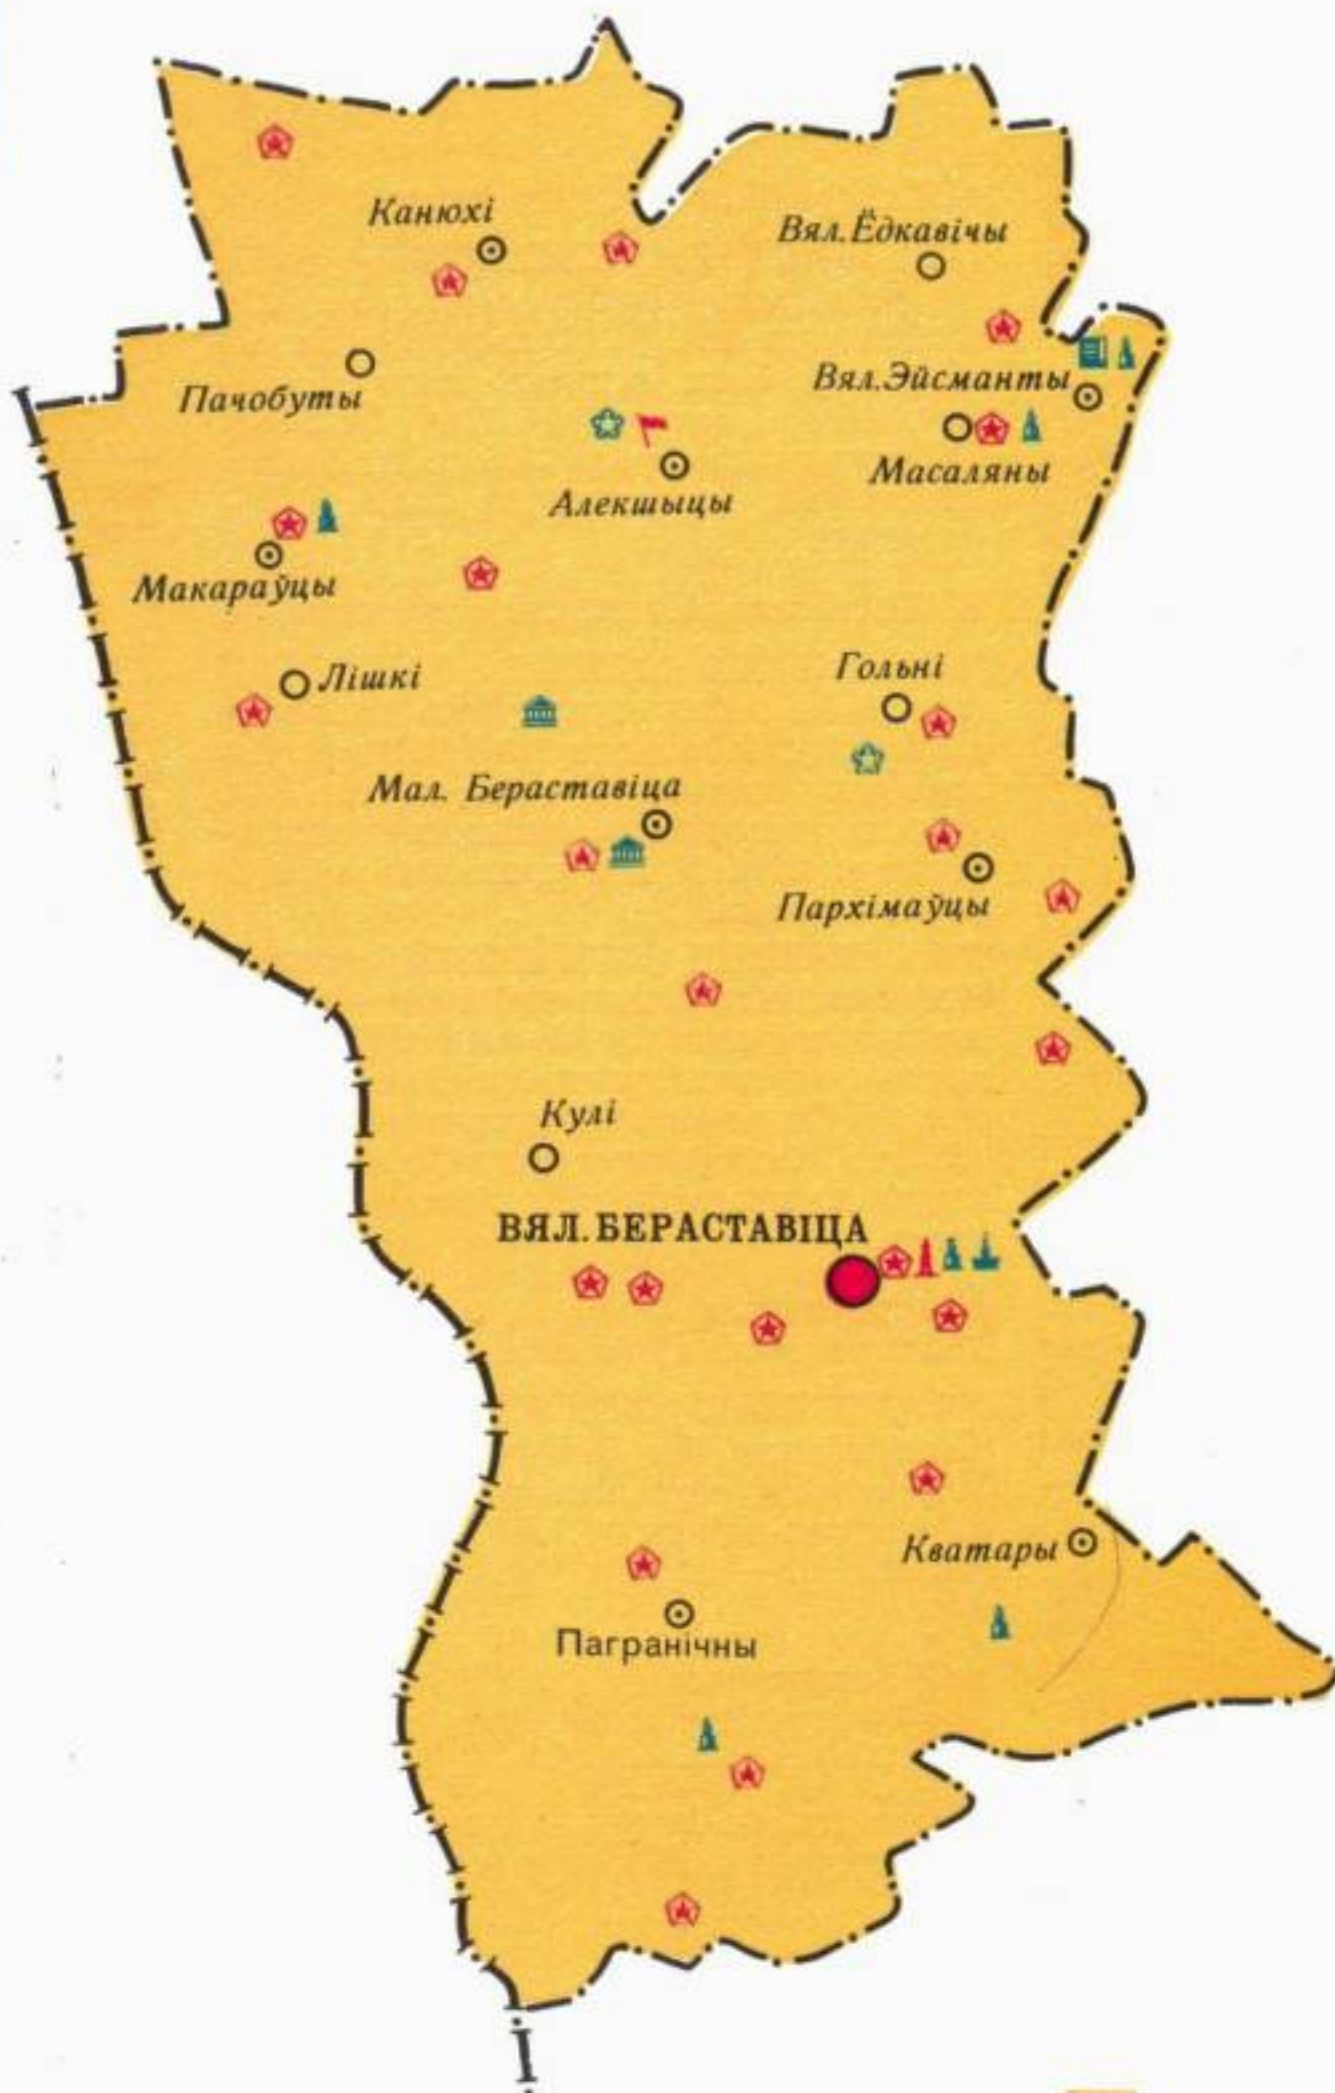 Канюхі
Вял.Ёдкавічы
Пачобуты
Вял.Эйсманты
Масаляны
Алекшыцы
Макараўцы
Лішкі
Гольні
Мал. Бераставіца
Пархімаўцы
Кулі
ВЯЛ.БЕРАСТАВІЦА
Кватары
Пагранічны